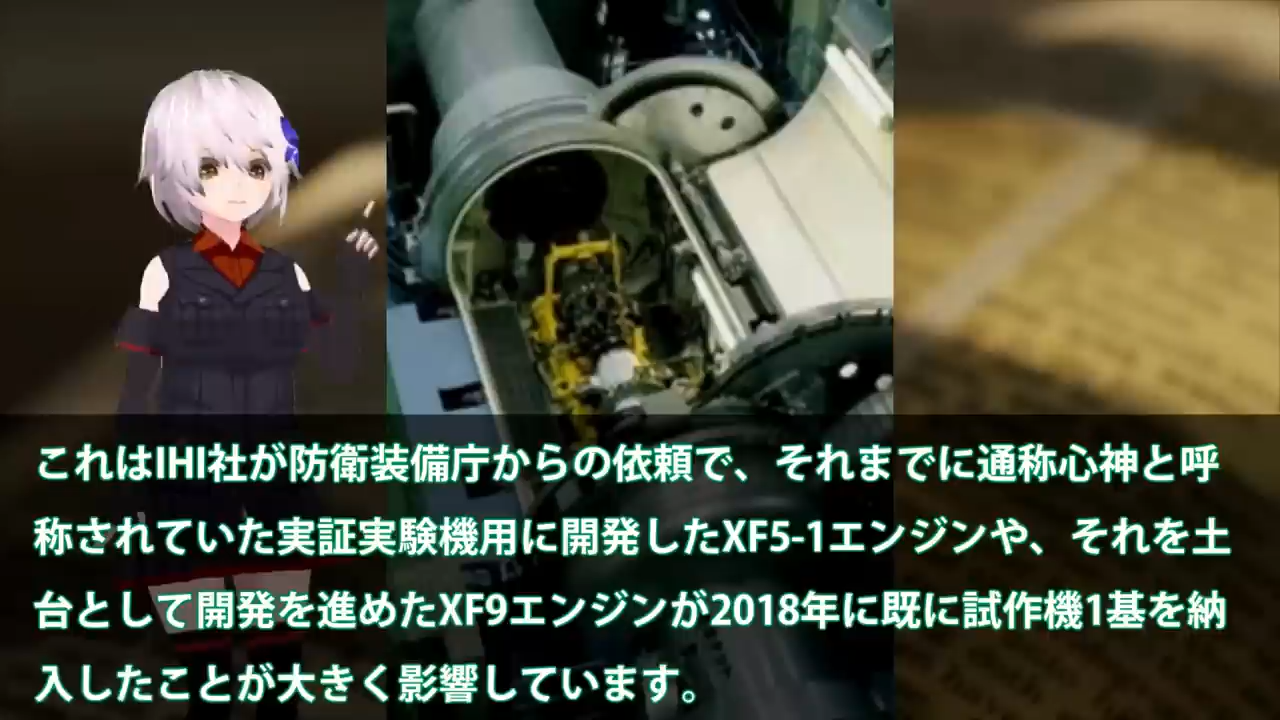 これはIHI社が防衛装備庁からの依頼で、それまでに通称心神と呼
称されていた実証実験機用に開発したXF5-1エンジンや、それを土
台として開発を進めたXF9エンジンが2018年に既に試作機1基を納
入したことが大きく影響しています。